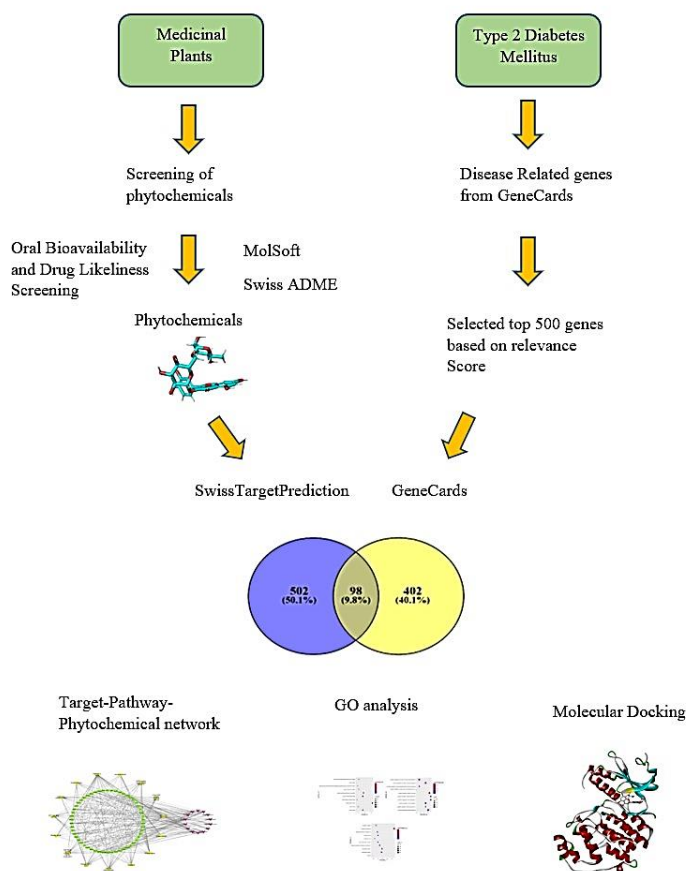 Medicinal
Plants
Type 2 Diabetes
Mellitus
Screening of
phytochemicals
Disease Related genes
from GeneCards
Oral Bioavailability
and Drug Likeliness
Screening
MolSoft
Swiss ADME
Phytochemicals
Selected top 500 genes
based on relevance
Score
SwissTargetPrediction
GeneCards
502
(50.1%)
98
(9.8%)
402
(40.1%)
Target-Pathway-
Phytochemical network
GO analysis
Molecular Docking